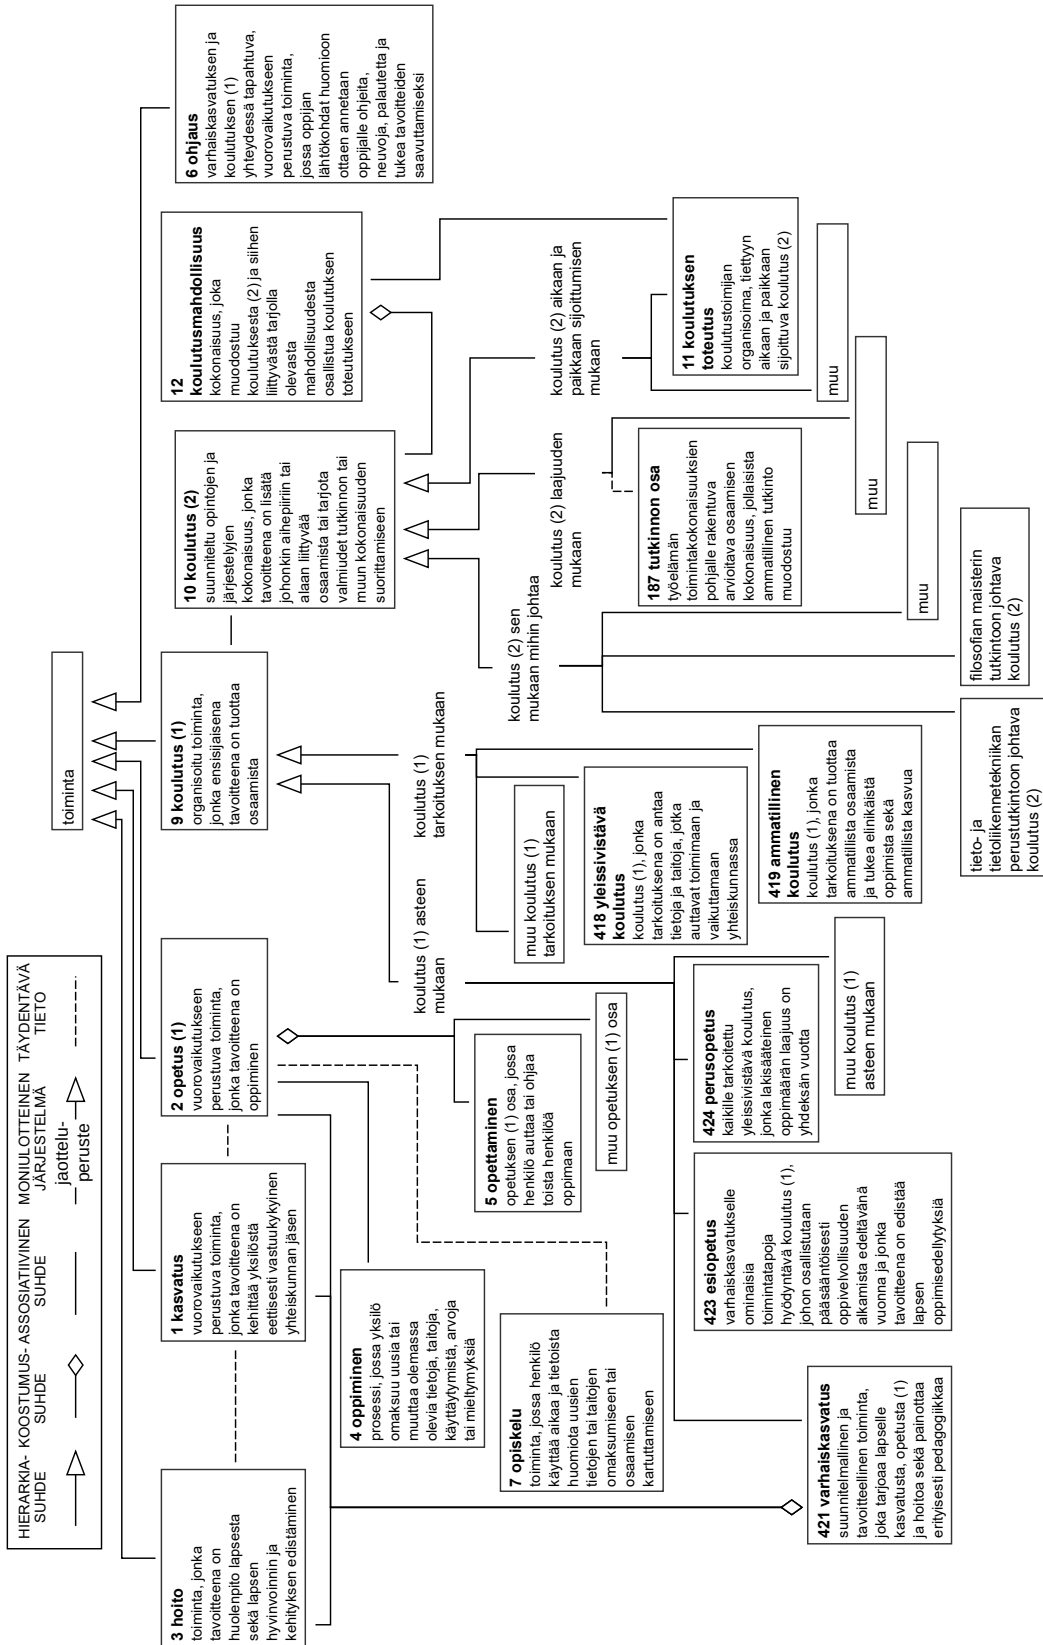 HIERARKIA- KOOSTUMUS- ASSOSIATIIVINEN MONIULOTTEINEN TÄYDENTÄVÄ
SUHDE SUHDE SUHDE JÄRJESTELMÄ TIETO
jaottelu-
peruste
toiminta
3 hoito
toiminta, jonka
tavoitteena on
huolenpito lapsesta
sekä lapsen
hyvinvoinnin ja
kehityksen edistäminen
1 kasvatus
vuorovaikutukseen
perustuva toiminta,
jonka tavoitteena on
kehittää yksilöstä
eettisesti vastuukykyinen
yhteiskunnan jäsen
2 opetus (1)
vuorovaikutukseen
perustuva toiminta,
jonka tavoitteena on
oppiminen
9 koulutus (1)
organisoitu toiminta,
jonka ensisijaisena
tavoitteena on tuottaa
osaamista
10 koulutus (2)
suunniteltu opintojen ja
järjestelyjen
kokonaisuus, jonka
tavoitteena on lisätä
johonkin aihepiiriin tai
alaan liittyvää
osaamista tai tarjota
valmiudet tutkinnon tai
muun kokonaisuuden
suorittamiseen
12
koulutusmahdollisuus
kokonaisuus, joka
muodostuu
koulutuksesta (2) ja siihen
liittyvästä tarjolla
olevasta
mahdollisuudesta
osallistua koulutuksen
toteutukseen
6 ohjaus
varhaiskasvatuksen ja
koulutuksen (1)
yhteydessä tapahtuva,
vuorovaikutukseen
perustuva toiminta,
jossa oppijan
lähtökohdat huomioon
ottaen annetaan
oppijalle ohjeita,
neuvoja, palautetta ja
tukea tavoitteiden
saavuttamiseksi
4 oppiminen
prosessi, jossa yksilö
omaksuu uusia tai
muuttaa olemassa
olevia tietoja, taitoja,
käyttäytymistä, arvoja
tai mieltymyksiä
7 opiskelu
toiminta, jossa henkilö
käyttää aikaa ja tietoista
huomiota uusien
tietojen tai taitojen
omaksumiseen tai
osaamisen
kartuttamiseen
5 opettaminen
opetuksen (1) osa, jossa
henkilö auttaa tai ohjaa
toista henkilöä
oppimaan
muu opetuksen (1) osa
koulutus (1) asteen
mukaan
koulutus (1)
tarkoituksen mukaan
muu koulutus (1)
tarkoituksen mukaan
418 yleissivistävä
koulutus
koulutus (1), jonka
tarkoituksena on antaa
tietoja ja taitoja, jotka
auttavat toimimaan ja
vaikuttamaan
yhteiskunnassa
419 ammatillinen
koulutus
koulutus (1), jonka
tarkoituksena on tuottaa
ammatillista osaamista
ja tukea elinikäistä
oppimista sekä
ammatillista kasvua
koulutus (2) sen
mukaan mihin johtaa
koulutus (2) laajuuden
mukaan
koulutus (2) aikaan ja
paikkaan sijoittumisen
mukaan
187 tutkinnon osa
työelämän
toimintakokonaisuuksien
pohjalle rakentuva
arvioitava osaamisen
kokonaisuus, jollaisista
ammatillinen tutkinto
muodostuu
11 koulutuksen
toteutus
koulutustoimijan
organisoima, tiettyyn
aikaan ja paikkaan
sijoittuva koulutus (2)
muu
muu
muu
421 varhaiskasvatus
suunnitelmallinen ja
tavoitteellinen toiminta,
joka tarjoaa lapselle
kasvatusta, opetusta (1)
ja hoitoa sekä painottaa
erityisesti pedagogiikkaa
423 esiopetus
varhaiskasvatukselle
ominaisia
toimintatapoja
hyödyntävä koulutus (1),
johon osallistutaan
pääsääntöisesti
oppivelvollisuuden
alkamista edeltävänä
vuonna ja jonka
tavoitteena on edistää
lapsen
oppimisedellytyksiä
424 perusopetus
kaikille tarkoitettu
yleissivistävä koulutus,
jonka lakisääteinen
oppimäärän laajuus on
yhdeksän vuotta
muu koulutus (1)
asteen mukaan
tieto- ja
tietoliikennetekniikan
perustutkintoon johtava
koulutus (2)
filosofian maisterin
tutkintoon johtava
koulutus (2)